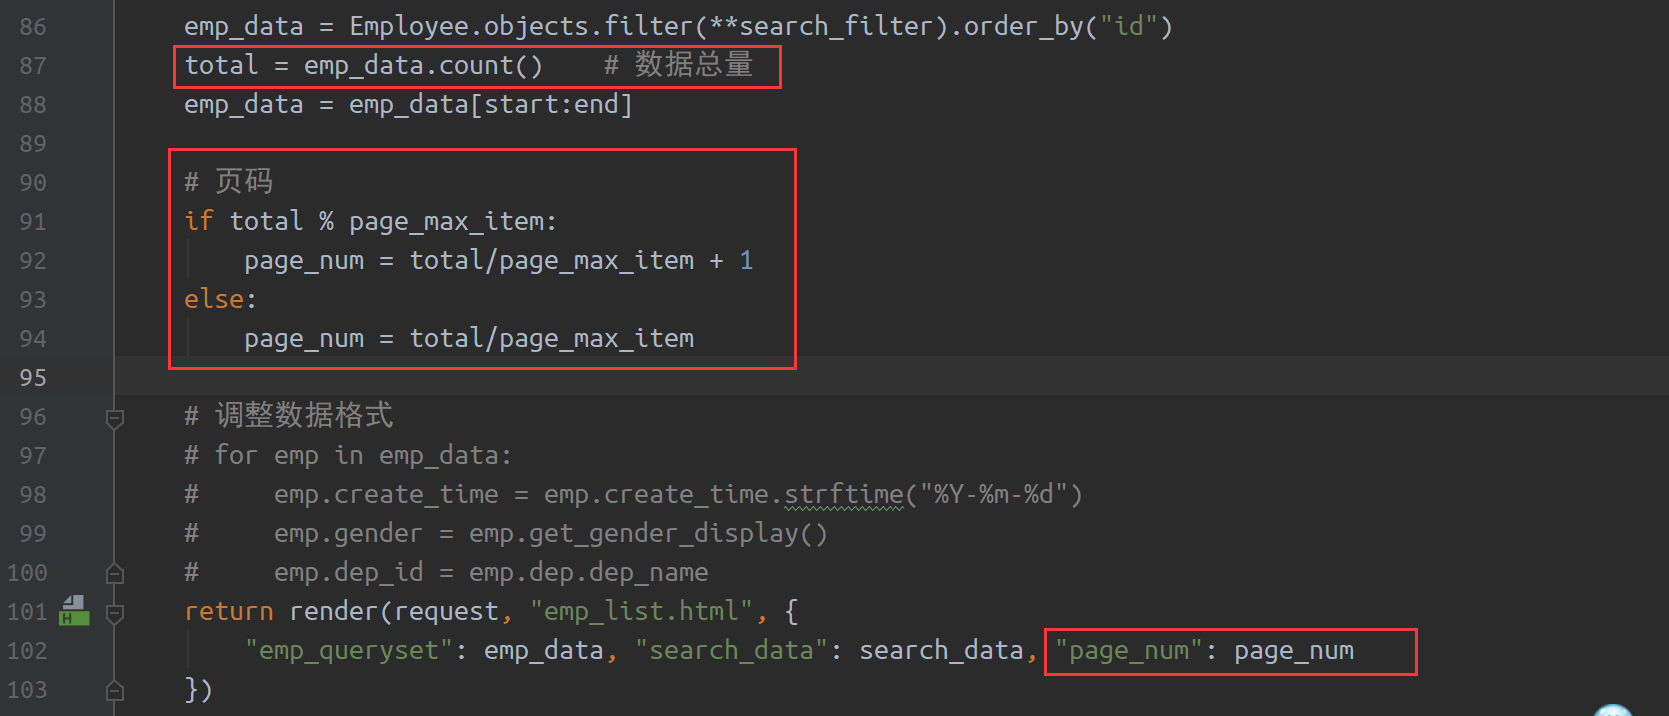 86 emp_data = Employee.objects.filter(**search_filter).order_by("id")
87 total = emp_data.count()    # 数据总量
88 emp_data = emp_data[start:end]
89
90 # 页码
91 if total % page_max_item:
92     page_num = total/page_max_item + 1
93 else:
94     page_num = total/page_max_item
95
96 # 调整数据格式
97 # for emp in emp_data:
98 #     emp.create_time = emp.create_time.strftime("%Y-%m-%d")
99 #     emp.gender = emp.get_gender_display()
100 #     emp.dep_id = emp.dep.dep_name
101 H return render(request, "emp_list.html", {
102     "emp_queryset": emp_data, "search_data": search_data, "page_num": page_num
103 })